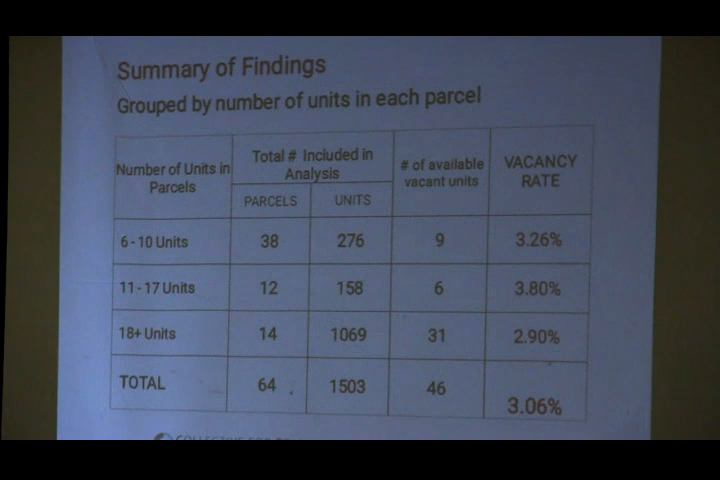 Summary of Findings
Grouped by number of units in each parcel
Number of Units in Parcels
Total # Included in Analysis
# of available vacant units
VACANCY RATE
PARCELS
UNITS
6 - 10 Units 38 276 9 3.26%
11 - 17 Units 12 158 6 3.80%
18+ Units 14 1069 31 2.90%
TOTAL 64 1503 46 3.06%